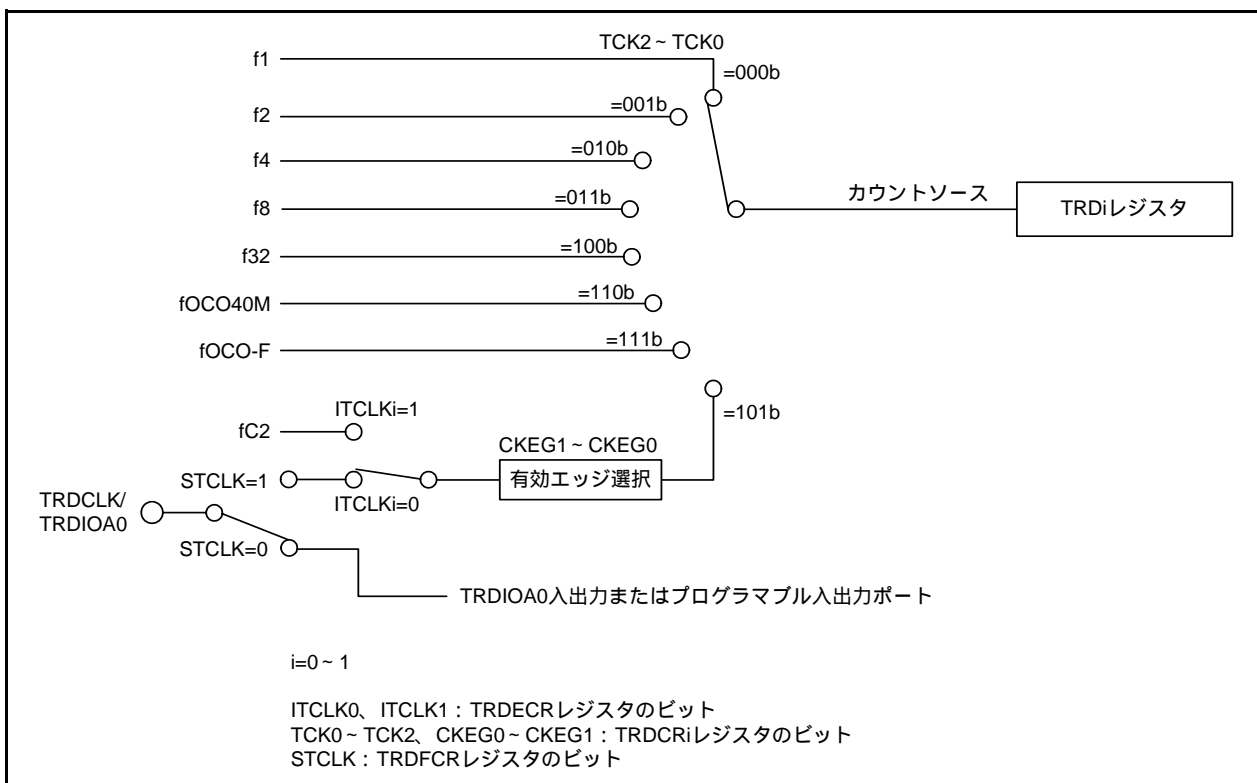 TCK2～TCK0
f1
=000b
f2
=001b
f4
=010b
f8
=011b
カウントソース
TRDiレジスタ
f32
=100b
fOCO40M
=110b
fOCO-F
=111b
ITCLKi=1
=101b
fC2
CKEG1～CKEG0
STCLK=1
有効エッジ選択
ITCLKi=0
TRDCLK/
TRDIOA0
STCLK=0
TRDIOA0入出力またはプログラマブル入出力ポート
i=0～1
ITCLK0、ITCLK1：TRDECRレジスタのビット
TCK0～TCK2、CKEG0～CKEG1：TRDCRiレジスタのビット
STCLK：TRDFCRレジスタのビット